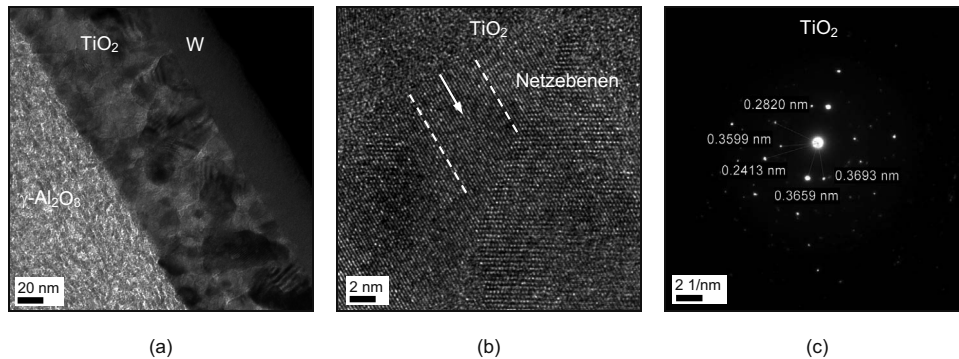 TiO₂ W
γ-Al₂O₃
20 nm
(a)
TiO₂
Netzebenen
2 nm
(b)
TiO₂
0.2820 nm
0.3599 nm
0.2413 nm
0.3693 nm
0.3659 nm
2 1/nm
(c)